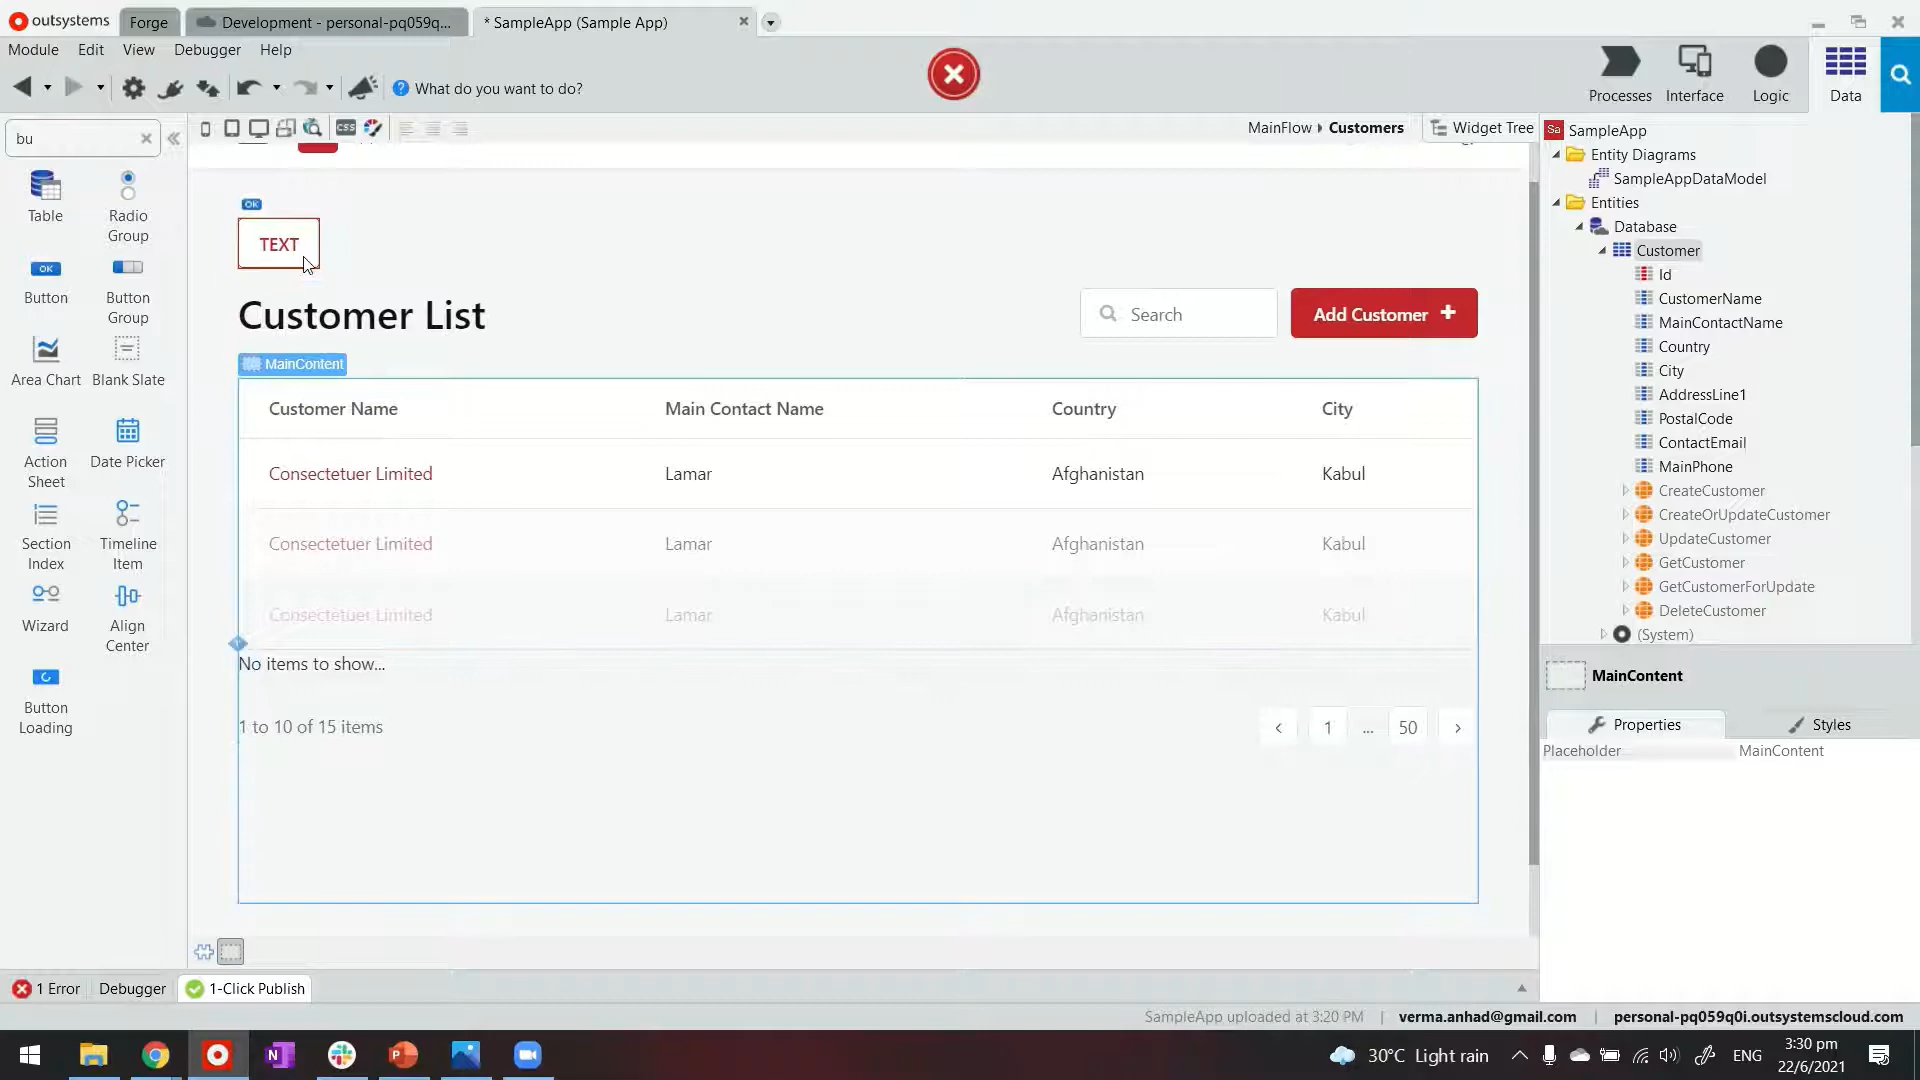 outsystems
Forge
Development - personal-pq059q...
* SampleApp (Sample App)
Module
Edit
View
Debugger
Help
What do you want to do?
Processes
Interface
Logic
Data
bu
Table
Radio
Group
OK
Button
Button
Group
Area Chart
Blank Slate
Action
Sheet
Date Picker
Section
Index
Timeline
Item
Wizard
Align
Center
Button
Loading
CSS
MainFlow
Customers
Widget Tree
OK
TEXT
Customer List
Search
Add Customer
MainContent
Customer Name Main Contact Name Country City
Consectetuer Limited Lamar Afghanistan Kabul
Consectetuer Limited Lamar Afghanistan Kabul
Consectetuer Limited Lamar Afghanistan Kabul
No items to show...
1 to 10 of 15 items
1 ... 50
Sa SampleApp
Entity Diagrams
SampleAppDataModel
Entities
Database
Customer
Id
CustomerName
MainContactName
Country
City
AddressLine1
PostalCode
ContactEmail
MainPhone
CreateCustomer
CreateOrUpdateCustomer
UpdateCustomer
GetCustomer
GetCustomerForUpdate
DeleteCustomer
(System)
MainContent
Properties
Styles
Placeholder MainContent
1 Error
Debugger
1-Click Publish
SampleApp uploaded at 3:20 PM | verma.anhad@gmail.com | personal-pq059q0i.outsystemscloud.com
30°C Light rain
ENG
3:30 pm
22/6/2021